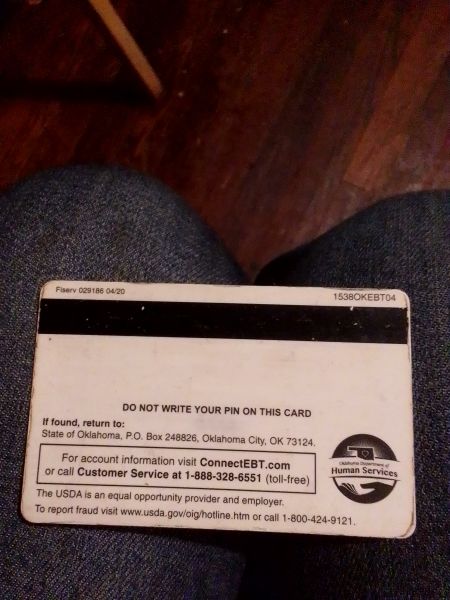 Fiserv 029186 04/20
1538OKEBT04
DO NOT WRITE YOUR PIN ON THIS CARD
If found, return to:
State of Oklahoma, P.O. Box 248826, Oklahoma City, OK 73124.
For account information visit ConnectEBT.com
or call Customer Service at 1-888-328-6551 (toll-free)
Oklahoma Department of
Human Services
The USDA is an equal opportunity provider and employer.
To report fraud visit www.usda.gov/oig/hotline.htm or call 1-800-424-9121.